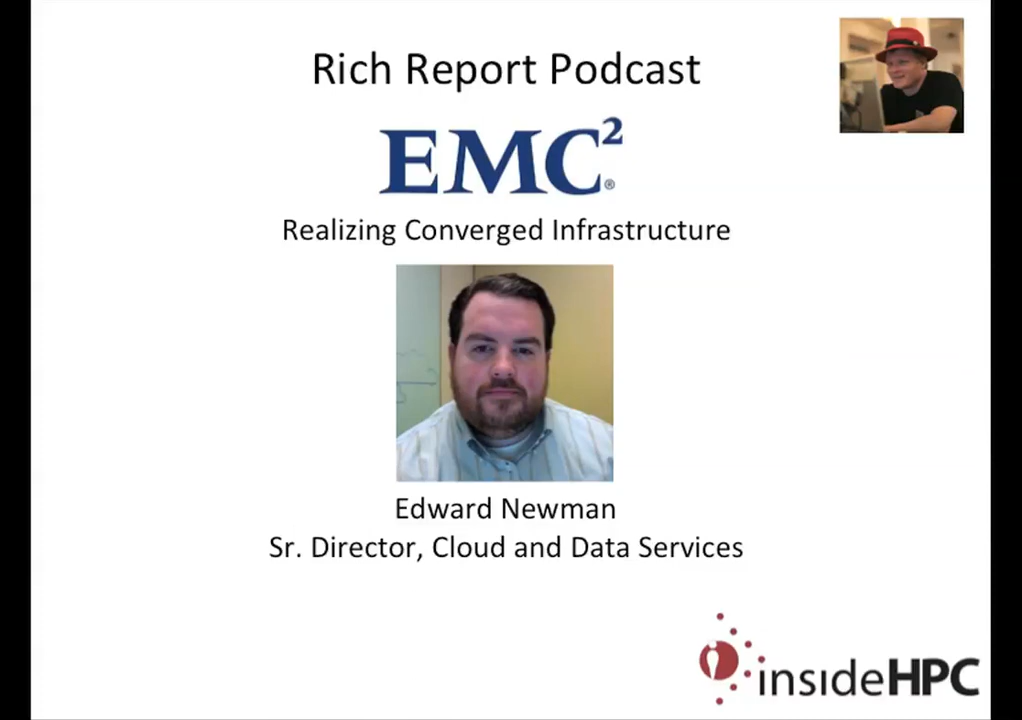 Rich Report Podcast
EMC²®
Realizing Converged Infrastructure
Edward Newman
Sr. Director, Cloud and Data Services
insideHPC